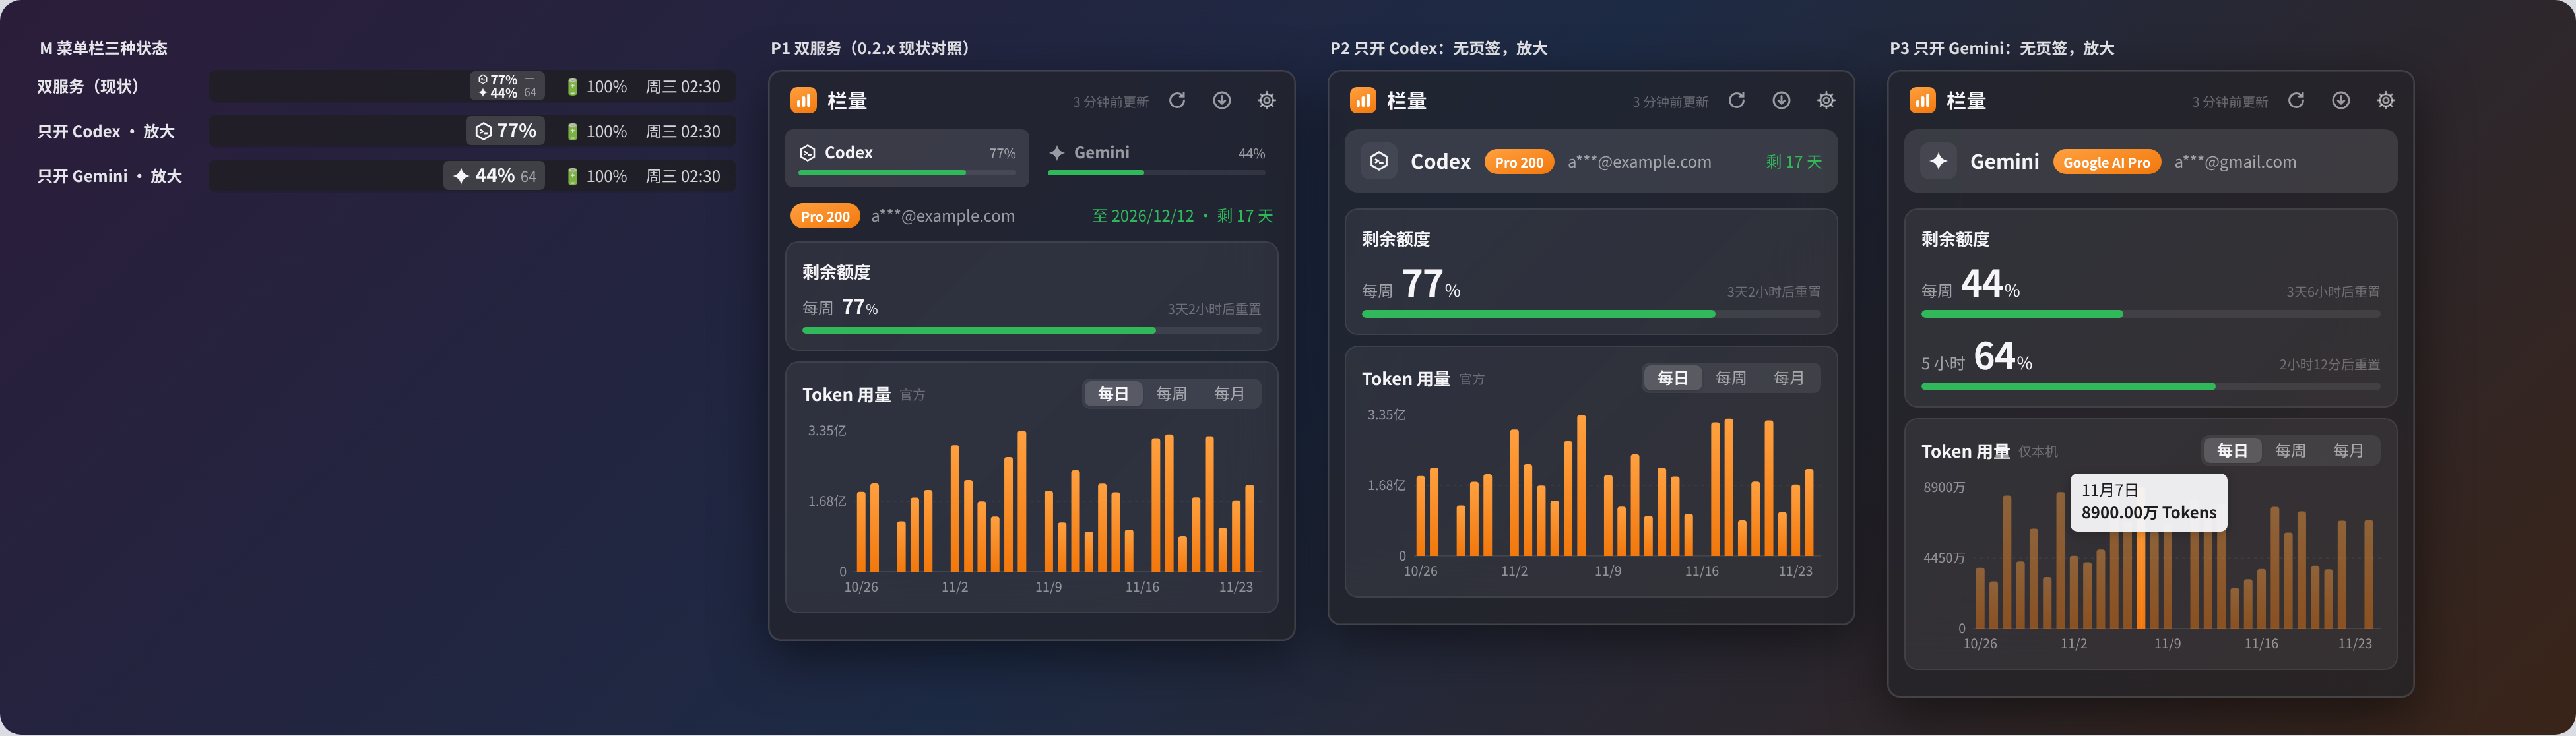 M 菜单栏三种状态
双服务（现状）
77% —
44% 64
100%
周三 02:30
只开 Codex · 放大
77%
100%
周三 02:30
只开 Gemini · 放大
44% 64
100%
周三 02:30
P1 双服务（0.2.x 现状对照）
栏量
3 分钟前更新
Codex
77%
Gemini
44%
Pro 200
a***@example.com
至 2026/12/12 · 剩 17 天
剩余额度
每周 77%
3天2小时后重置
Token 用量 官方
每日 每周 每月
3.35亿
1.68亿
0
10/26 11/2 11/9 11/16 11/23
P2 只开 Codex：无页签，放大
栏量
3 分钟前更新
Codex
Pro 200
a***@example.com
剩 17 天
剩余额度
每周 77%
3天2小时后重置
Token 用量 官方
每日 每周 每月
3.35亿
1.68亿
0
10/26 11/2 11/9 11/16 11/23
P3 只开 Gemini：无页签，放大
栏量
3 分钟前更新
Gemini
Google AI Pro
a***@gmail.com
剩余额度
每周 44%
3天6小时后重置
5 小时 64%
2小时12分后重置
Token 用量 仅本机
每日 每周 每月
11月7日
8900.00万 Tokens
8900万
4450万
0
10/26 11/2 11/9 11/16 11/23